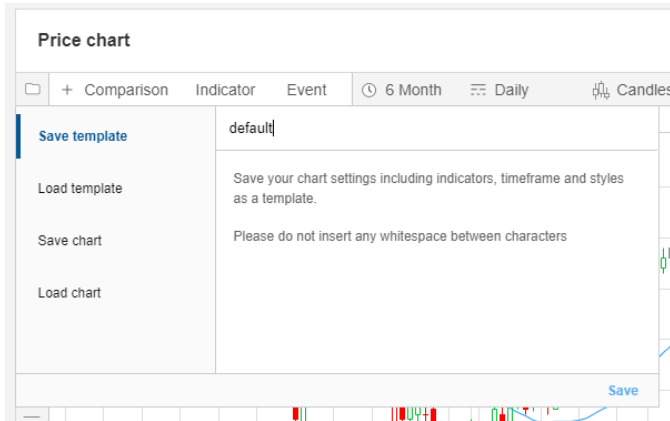 Price chart
+ Comparison Indicator Event 6 Month Daily Candles
Save template
default
Load template
Save your chart settings including indicators, timeframe and styles
as a template.
Save chart
Please do not insert any whitespace between characters
Load chart
Save